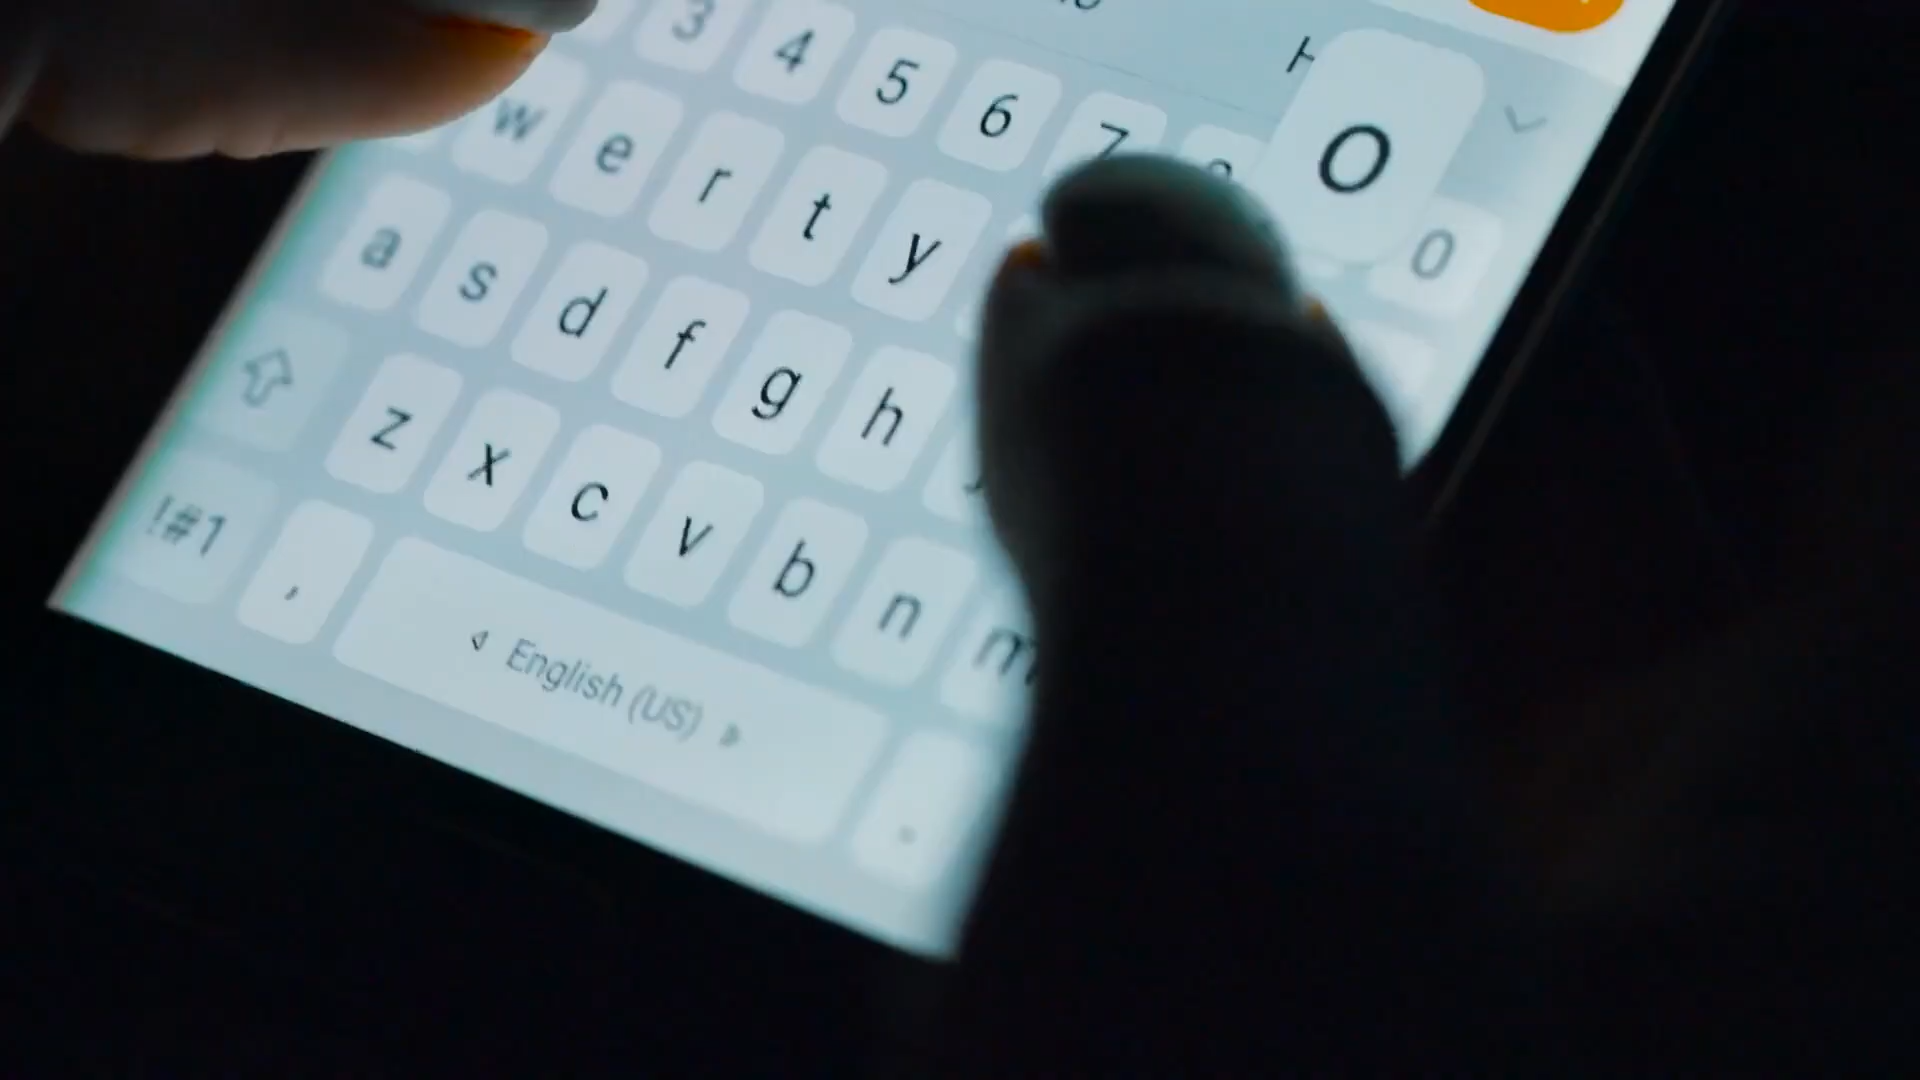 3 4 5 6 7 0
w e r t y o
a s d f g h
z x c v b n m
!#1 , English (US) .